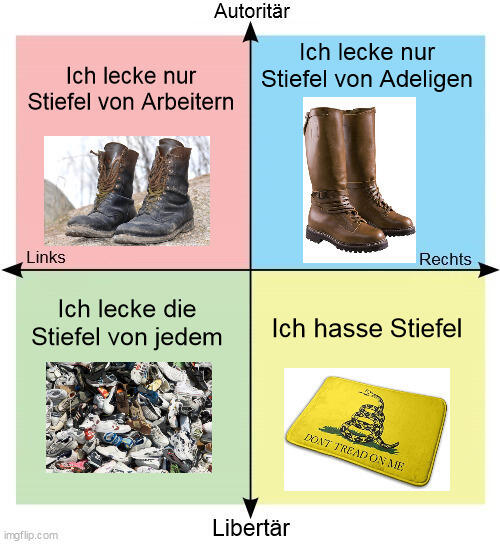 Autoritär
Ich lecke nur
Stiefel von Arbeitern
Ich lecke nur
Stiefel von Adeligen
Links
Rechts
Ich lecke die
Stiefel von jedem
Ich hasse Stiefel
DONT TREAD ON ME
Libertär
imgflip.com